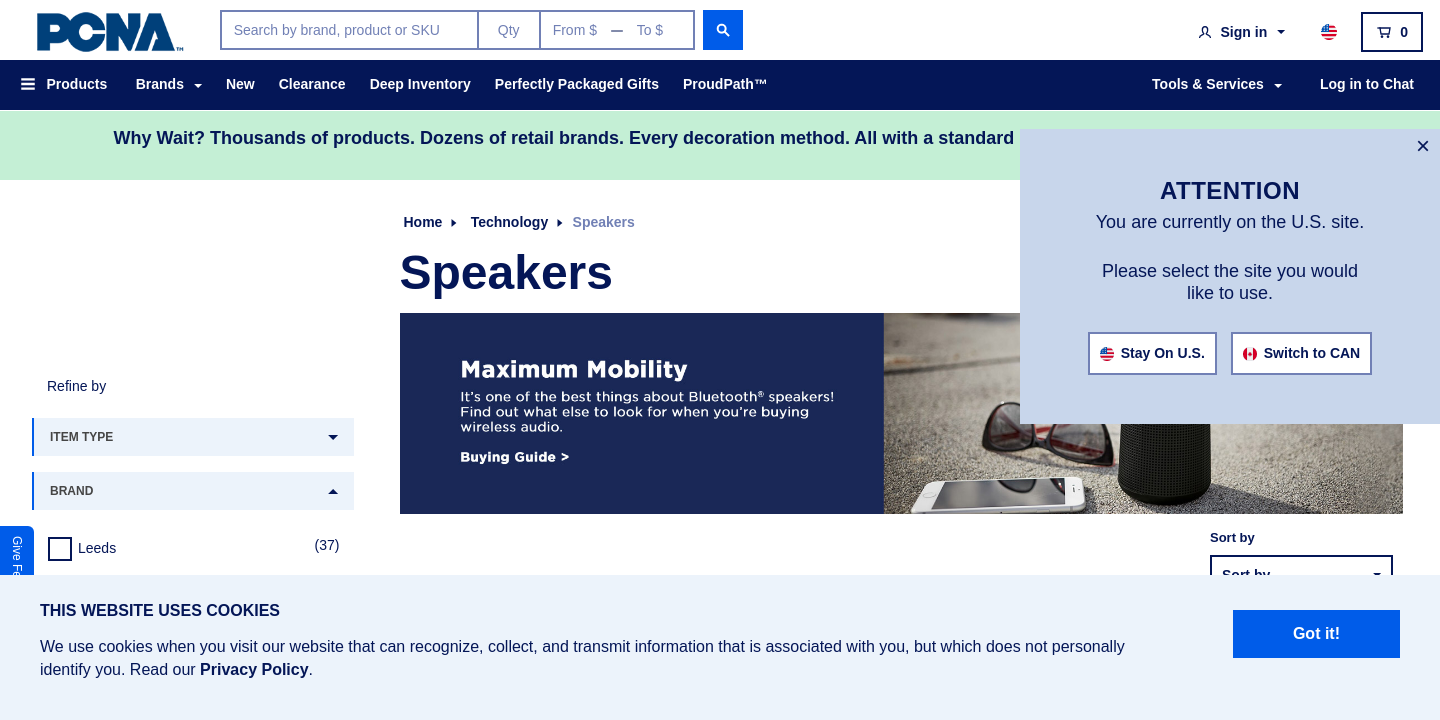 PCNA™
Search by brand, product or SKU
Qty
From $ — To $
Sign in
0
Products
Brands
New
Clearance
Deep Inventory
Perfectly Packaged Gifts
ProudPath™
Tools & Services
Log in to Chat
Why Wait? Thousands of products. Dozens of retail brands. Every decoration method. All with a standard
×
ATTENTION
You are currently on the U.S. site.
Please select the site you would
like to use.
Stay On U.S.
Switch to CAN
Home
Technology
Speakers
Speakers
Maximum Mobility
It's one of the best things about Bluetooth® speakers!
Find out what else to look for when you're buying
wireless audio.
Buying Guide >
Refine by
ITEM TYPE
BRAND
Leeds
(37)
Sort by
Sort by
Give
THIS WEBSITE USES COOKIES
We use cookies when you visit our website that can recognize, collect, and transmit information that is associated with you, but which does not personally
identify you. Read our Privacy Policy.
Got it!